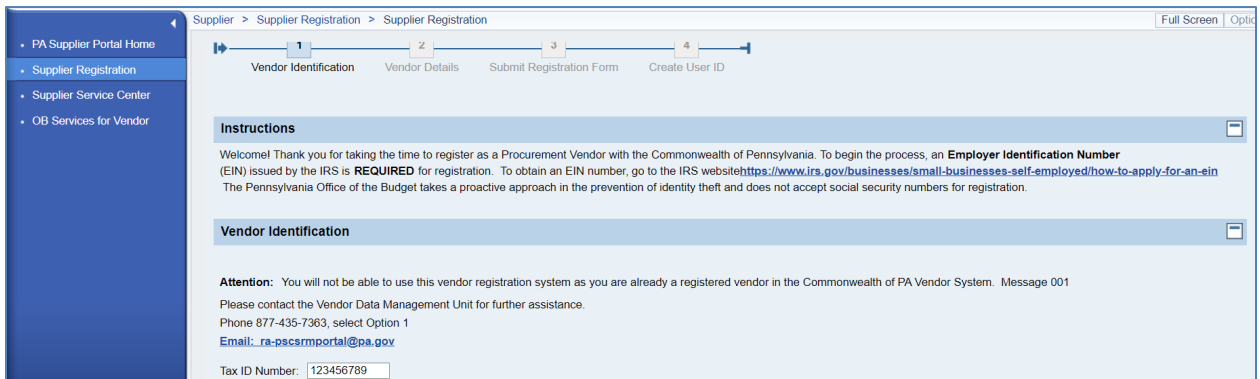 Supplier > Supplier Registration > Supplier Registration
Full Screen
• PA Supplier Portal Home
• Supplier Registration
• Supplier Service Center
• OB Services for Vendor
1 2 3 4
Vendor Identification Vendor Details Submit Registration Form Create User ID
Instructions
Welcome! Thank you for taking the time to register as a Procurement Vendor with the Commonwealth of Pennsylvania. To begin the process, an Employer Identification Number
(EIN) issued by the IRS is REQUIRED for registration. To obtain an EIN number, go to the IRS websitehttps://www.irs.gov/businesses/small-businesses-self-employed/how-to-apply-for-an-ein
The Pennsylvania Office of the Budget takes a proactive approach in the prevention of identity theft and does not accept social security numbers for registration.
Vendor Identification
Attention: You will not be able to use this vendor registration system as you are already a registered vendor in the Commonwealth of PA Vendor System. Message 001
Please contact the Vendor Data Management Unit for further assistance.
Phone 877-435-7363, select Option 1
Email: ra-pscsrmportal@pa.gov
Tax ID Number: 123456789